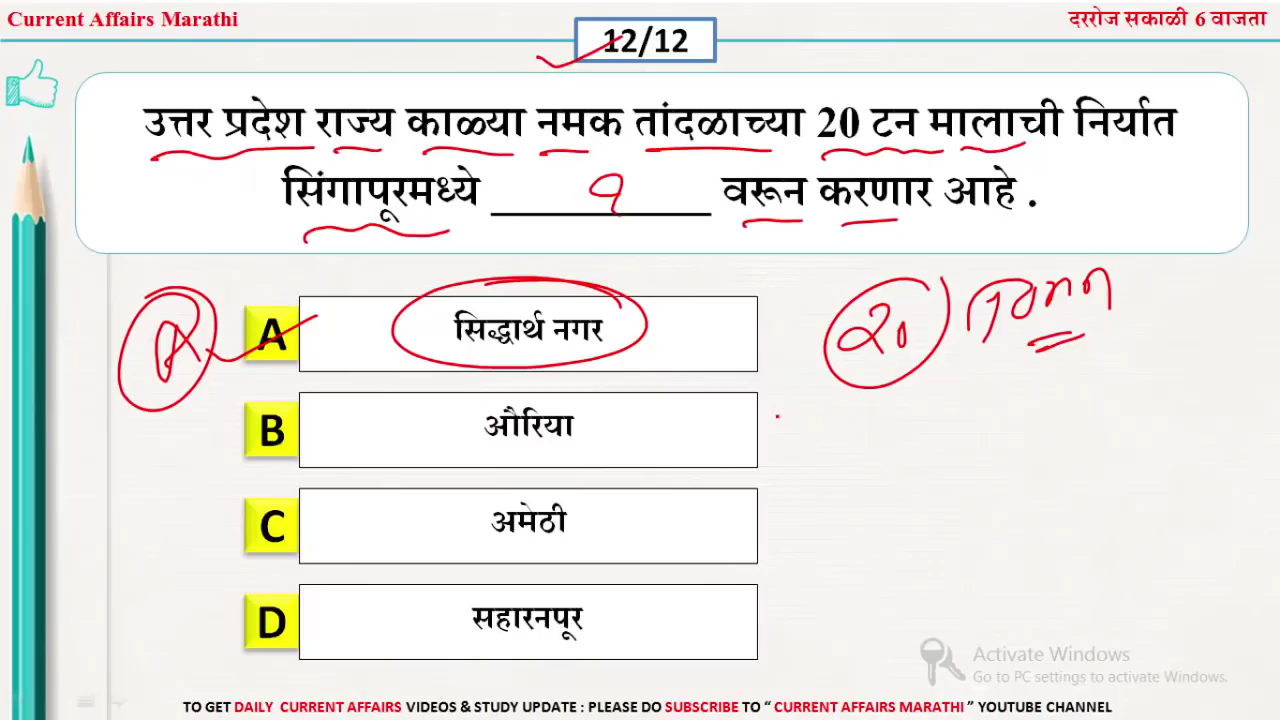 Current Affairs Marathi
दररोज सकाळी 6 वाजता
12/12
उत्तर प्रदेश राज्य काळ्या नमक तांदळाच्या 20 टन मालाची निर्यात
सिंगापूरमध्ये __________ वरून करणार आहे .
A सिद्धार्थ नगर
B औरिया
C अमेठी
D सहारनपूर
२०
Activate Windows
Go to PC settings to activate Windows.
TO GET DAILY CURRENT AFFAIRS VIDEOS & STUDY UPDATE : PLEASE DO SUBSCRIBE TO “ CURRENT AFFAIRS MARATHI ” YOUTUBE CHANNEL